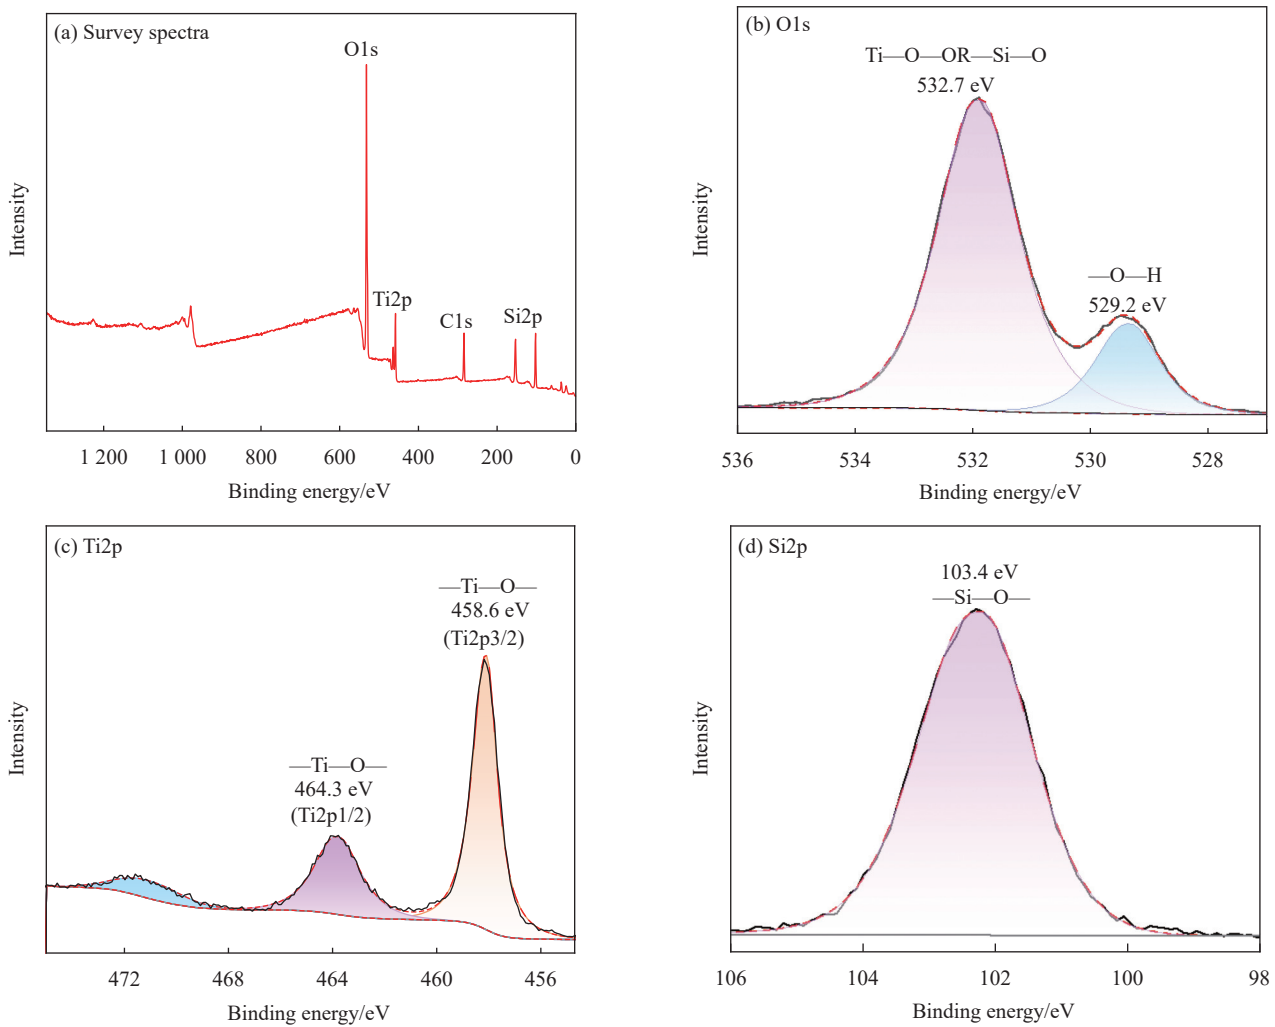 (a) Survey spectra
O1s
Ti2p
C1s
Si2p
Intensity
1 200
1 000
800
600
400
200
0
Binding energy/eV
(b) O1s
Ti—O—OR—Si—O
532.7 eV
—O—H
529.2 eV
Intensity
536
534
532
530
528
Binding energy/eV
(c) Ti2p
—Ti—O—
458.6 eV
(Ti2p3/2)
—Ti—O—
464.3 eV
(Ti2p1/2)
Intensity
472
468
464
460
456
Binding energy/eV
(d) Si2p
103.4 eV
—Si—O—
Intensity
106
104
102
100
98
Binding energy/eV